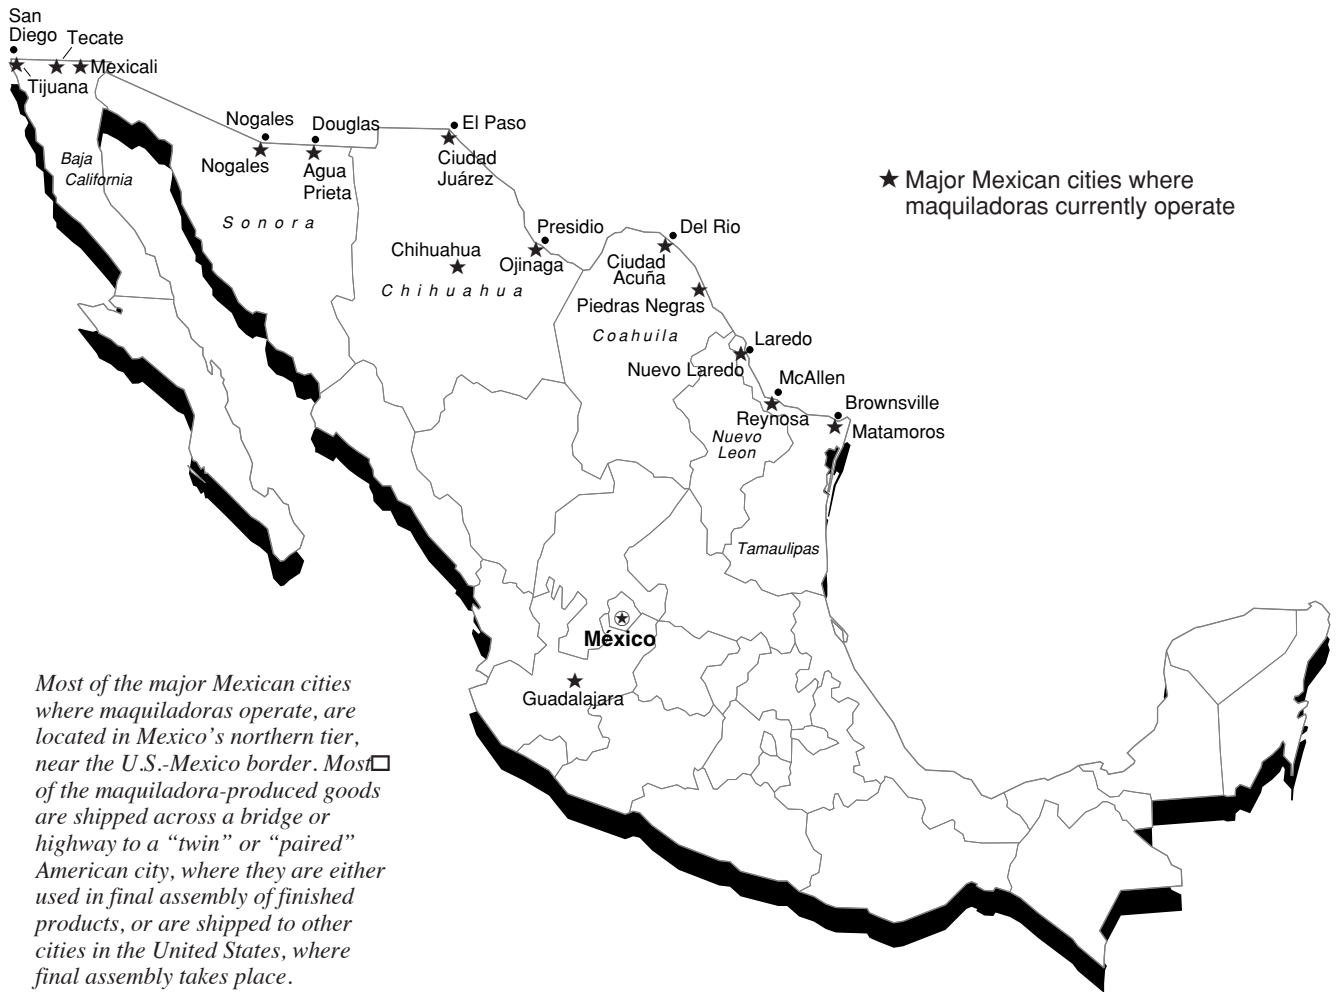 San
Diego
Tecate
Mexicali
Tijuana
Nogales
Douglas
El Paso
Nogales
Agua
Prieta
Ciudad
Juárez
Baja
California
Sonora
★ Major Mexican cities where
maquiladoras currently operate
Presidio
Del Rio
Chihuahua
Ojinaga
Ciudad
Acuña
Chihuahua
Piedras Negras
Coahuila
Laredo
Nuevo Laredo
McAllen
Brownsville
Reynosa
Matamoros
Nuevo
Leon
Tamaulipas
México
Guadalajara
Most of the major Mexican cities
where maquiladoras operate, are
located in Mexico’s northern tier,
near the U.S.-Mexico border. Most□
of the maquiladora-produced goods
are shipped across a bridge or
highway to a “twin” or “paired”
American city, where they are either
used in final assembly of finished
products, or are shipped to other
cities in the United States, where
final assembly takes place.